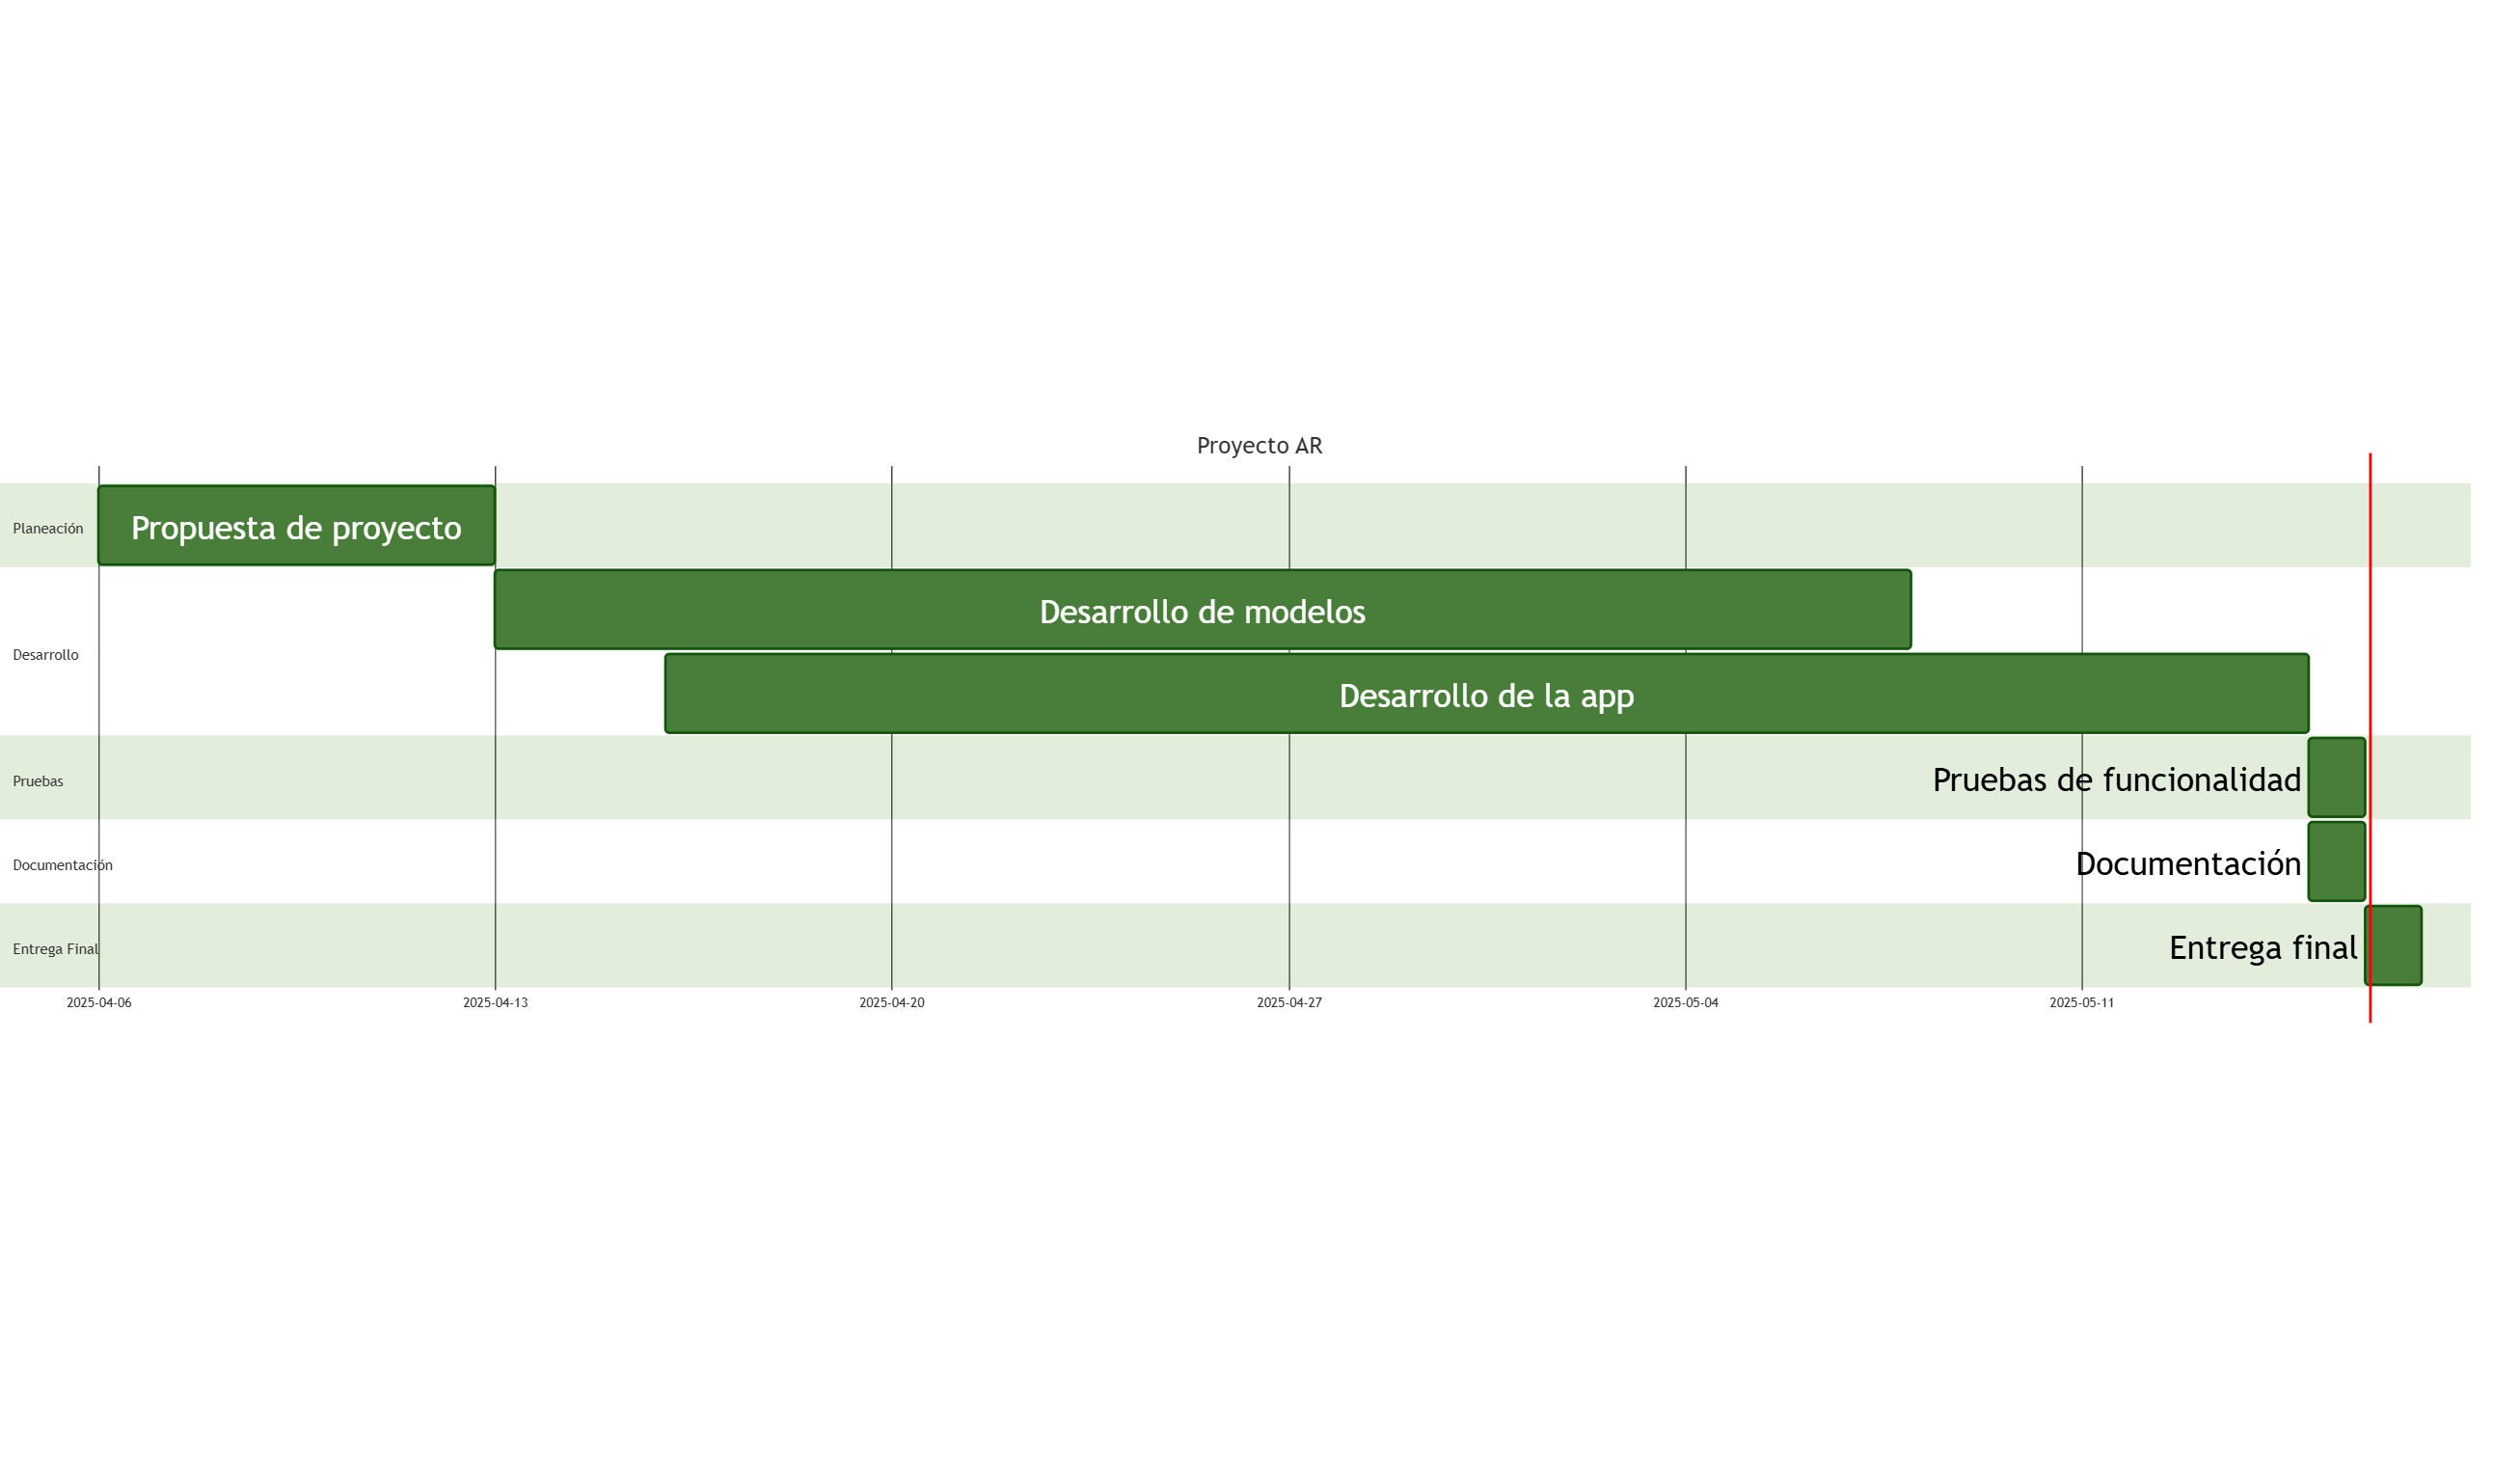 Proyecto AR
Planeación
Propuesta de proyecto
Desarrollo
Desarrollo de modelos
Desarrollo de la app
Pruebas
Pruebas de funcionalidad
Documentación
Documentación
Entrega Final
Entrega final
2025-04-06
2025-04-13
2025-04-20
2025-04-27
2025-05-04
2025-05-11